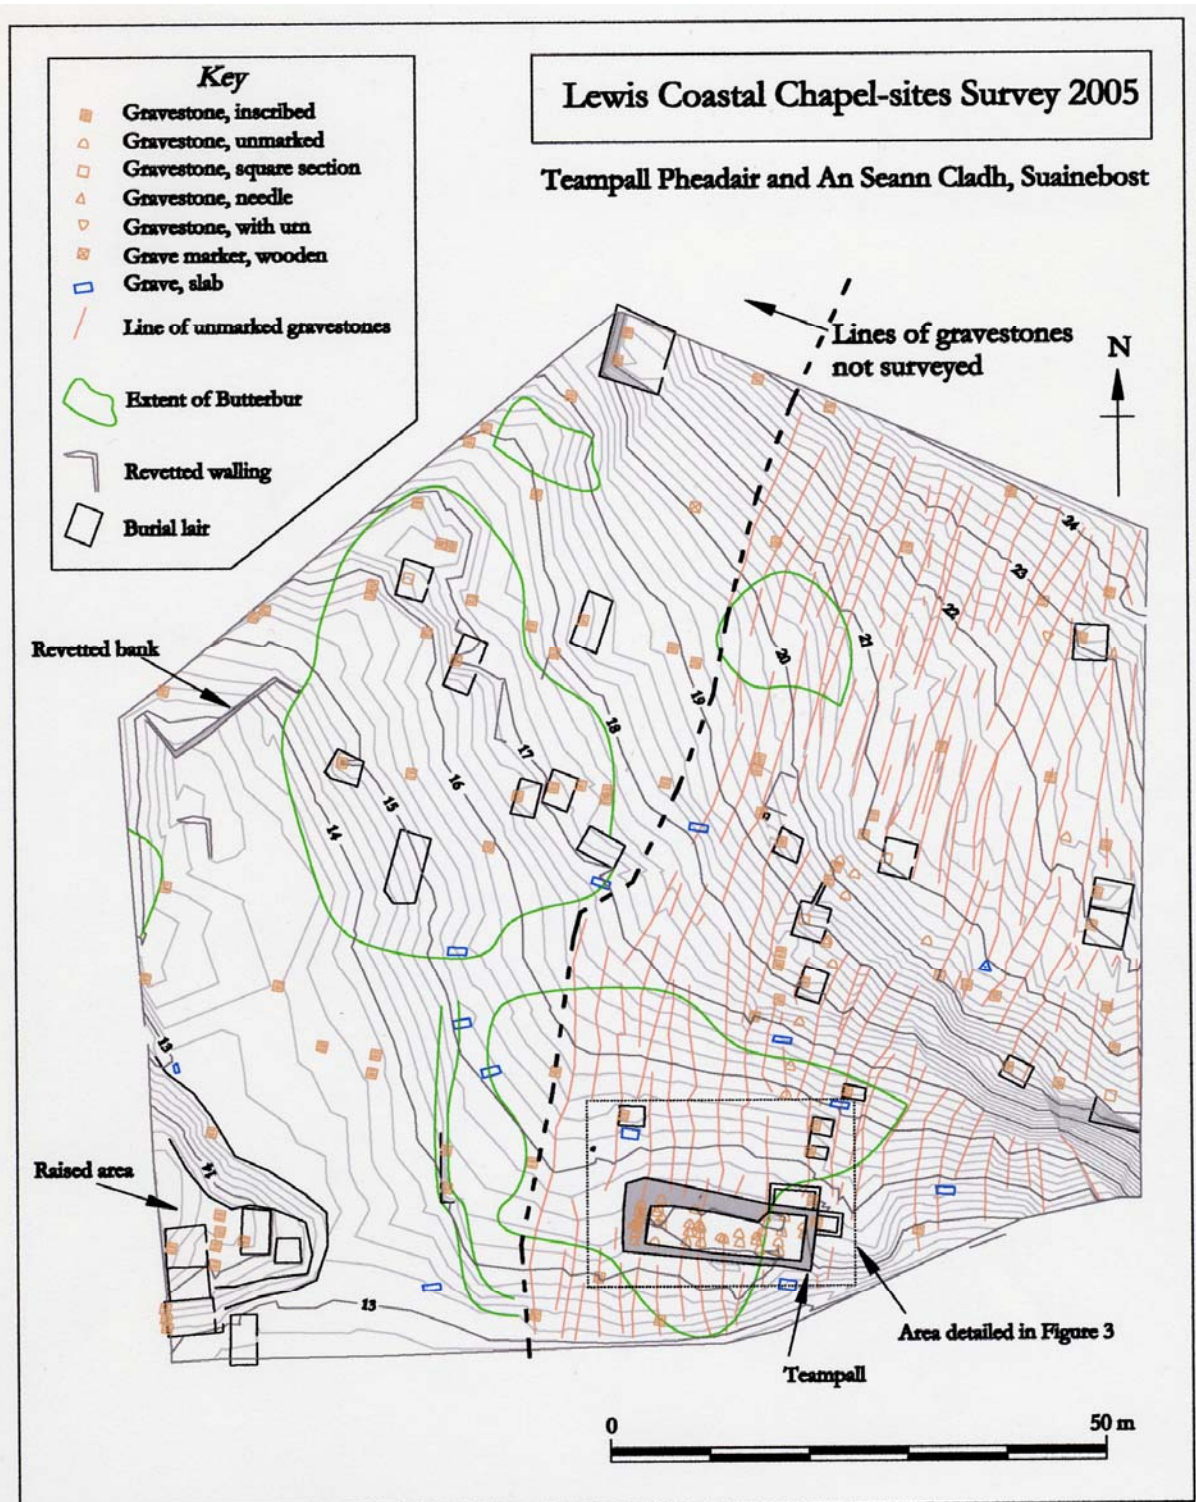 Key
Gravestone, inscribed
Gravestone, unmarked
Gravestone, square section
Gravestone, needle
Gravestone, with urn
Grave marker, wooden
Grave, slab
Line of unmarked gravestones
Extent of Butterbur
Revetted walling
Burial lair
Lewis Coastal Chapel-sites Survey 2005
Teampall Pheadair and An Seann Cladh, Suainebost
Lines of gravestones
not surveyed
N
24
23
22
21
20
19
18
17
16
15
14
Revetted bank
13
14
Raised area
13
Area detailed in Figure 3
Teampall
0
50 m